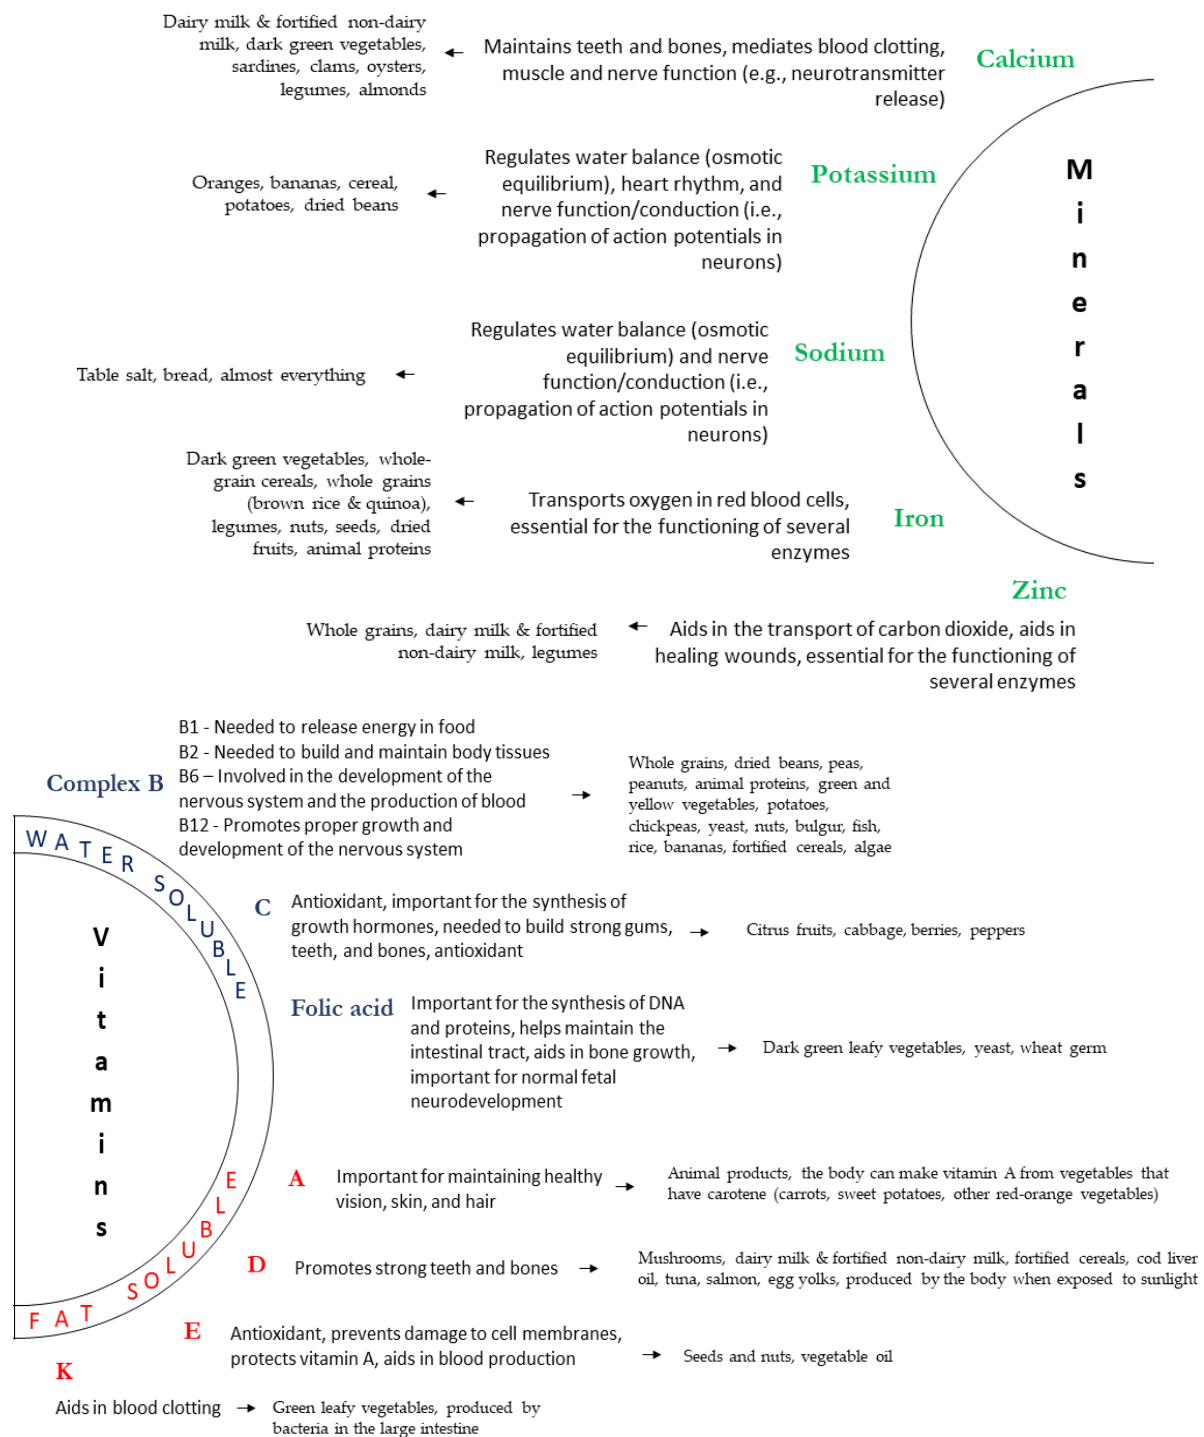 Dairy milk & fortified non-dairy
milk, dark green vegetables,
sardines, clams, oysters,
legumes, almonds
Maintains teeth and bones, mediates blood clotting,
muscle and nerve function (e.g., neurotransmitter
release)
Calcium
Oranges, bananas, cereal,
potatoes, dried beans
Regulates water balance (osmotic
equilibrium), heart rhythm, and
nerve function/conduction (i.e.,
propagation of action potentials in
neurons)
Potassium
Minerals
Table salt, bread, almost everything
Regulates water balance (osmotic
equilibrium) and nerve
function/conduction (i.e.,
propagation of action potentials in
neurons)
Sodium
Dark green vegetables, whole-
grain cereals, whole grains
(brown rice & quinoa),
legumes, nuts, seeds, dried
fruits, animal proteins
Transports oxygen in red blood cells,
essential for the functioning of several
enzymes
Iron
Zinc
Whole grains, dairy milk & fortified
non-dairy milk, legumes
Aids in the transport of carbon dioxide, aids in
healing wounds, essential for the functioning of
several enzymes
Complex B
B1 - Needed to release energy in food
B2 - Needed to build and maintain body tissues
B6 – Involved in the development of the
nervous system and the production of blood
B12 - Promotes proper growth and
development of the nervous system
Whole grains, dried beans, peas,
peanuts, animal proteins, green and
yellow vegetables, potatoes,
chickpeas, yeast, nuts, bulgur, fish,
rice, bananas, fortified cereals, algae
WATER SOLUBLE
Vitamins
C
Antioxidant, important for the synthesis of
growth hormones, needed to build strong gums,
teeth, and bones, antioxidant
Citrus fruits, cabbage, berries, peppers
Folic acid
Important for the synthesis of DNA
and proteins, helps maintain the
intestinal tract, aids in bone growth,
important for normal fetal
neurodevelopment
Dark green leafy vegetables, yeast, wheat germ
FAT SOLUBLE
A
Important for maintaining healthy
vision, skin, and hair
Animal products, the body can make vitamin A from vegetables that
have carotene (carrots, sweet potatoes, other red-orange vegetables)
D
Promotes strong teeth and bones
Mushrooms, dairy milk & fortified non-dairy milk, fortified cereals, cod liver
oil, tuna, salmon, egg yolks, produced by the body when exposed to sunlight
E
Antioxidant, prevents damage to cell membranes,
protects vitamin A, aids in blood production
Seeds and nuts, vegetable oil
K
Aids in blood clotting
Green leafy vegetables, produced by
bacteria in the large intestine